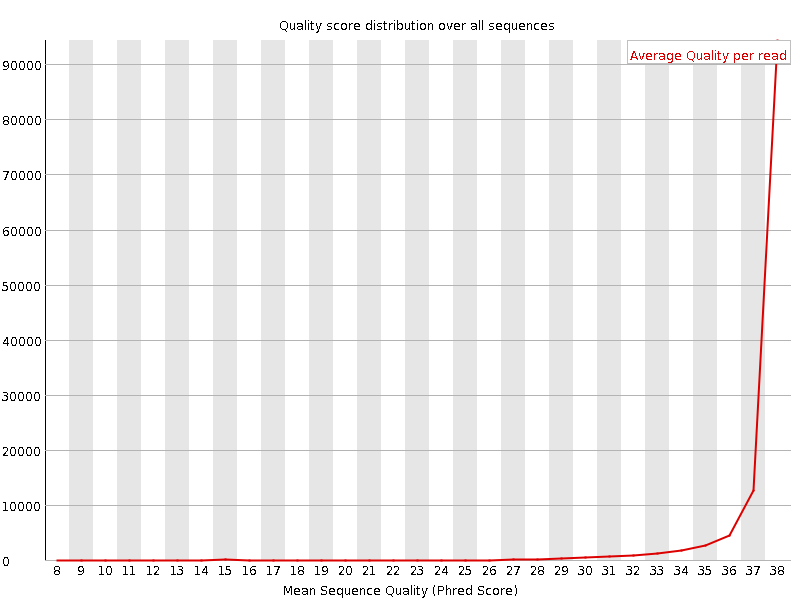 Quality score distribution over all sequences
Average Quality per read
90000
80000
70000
60000
50000
40000
30000
20000
10000
0
8 9 10 11 12 13 14 15 16 17 18 19 20 21 22 23 24 25 26 27 28 29 30 31 32 33 34 35 36 37 38
Mean Sequence Quality (Phred Score)